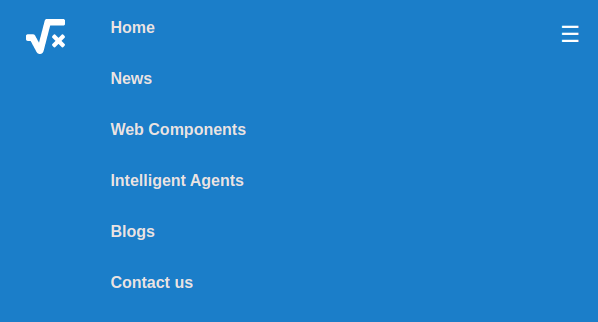 Home
News
Web Components
Intelligent Agents
Blogs
Contact us